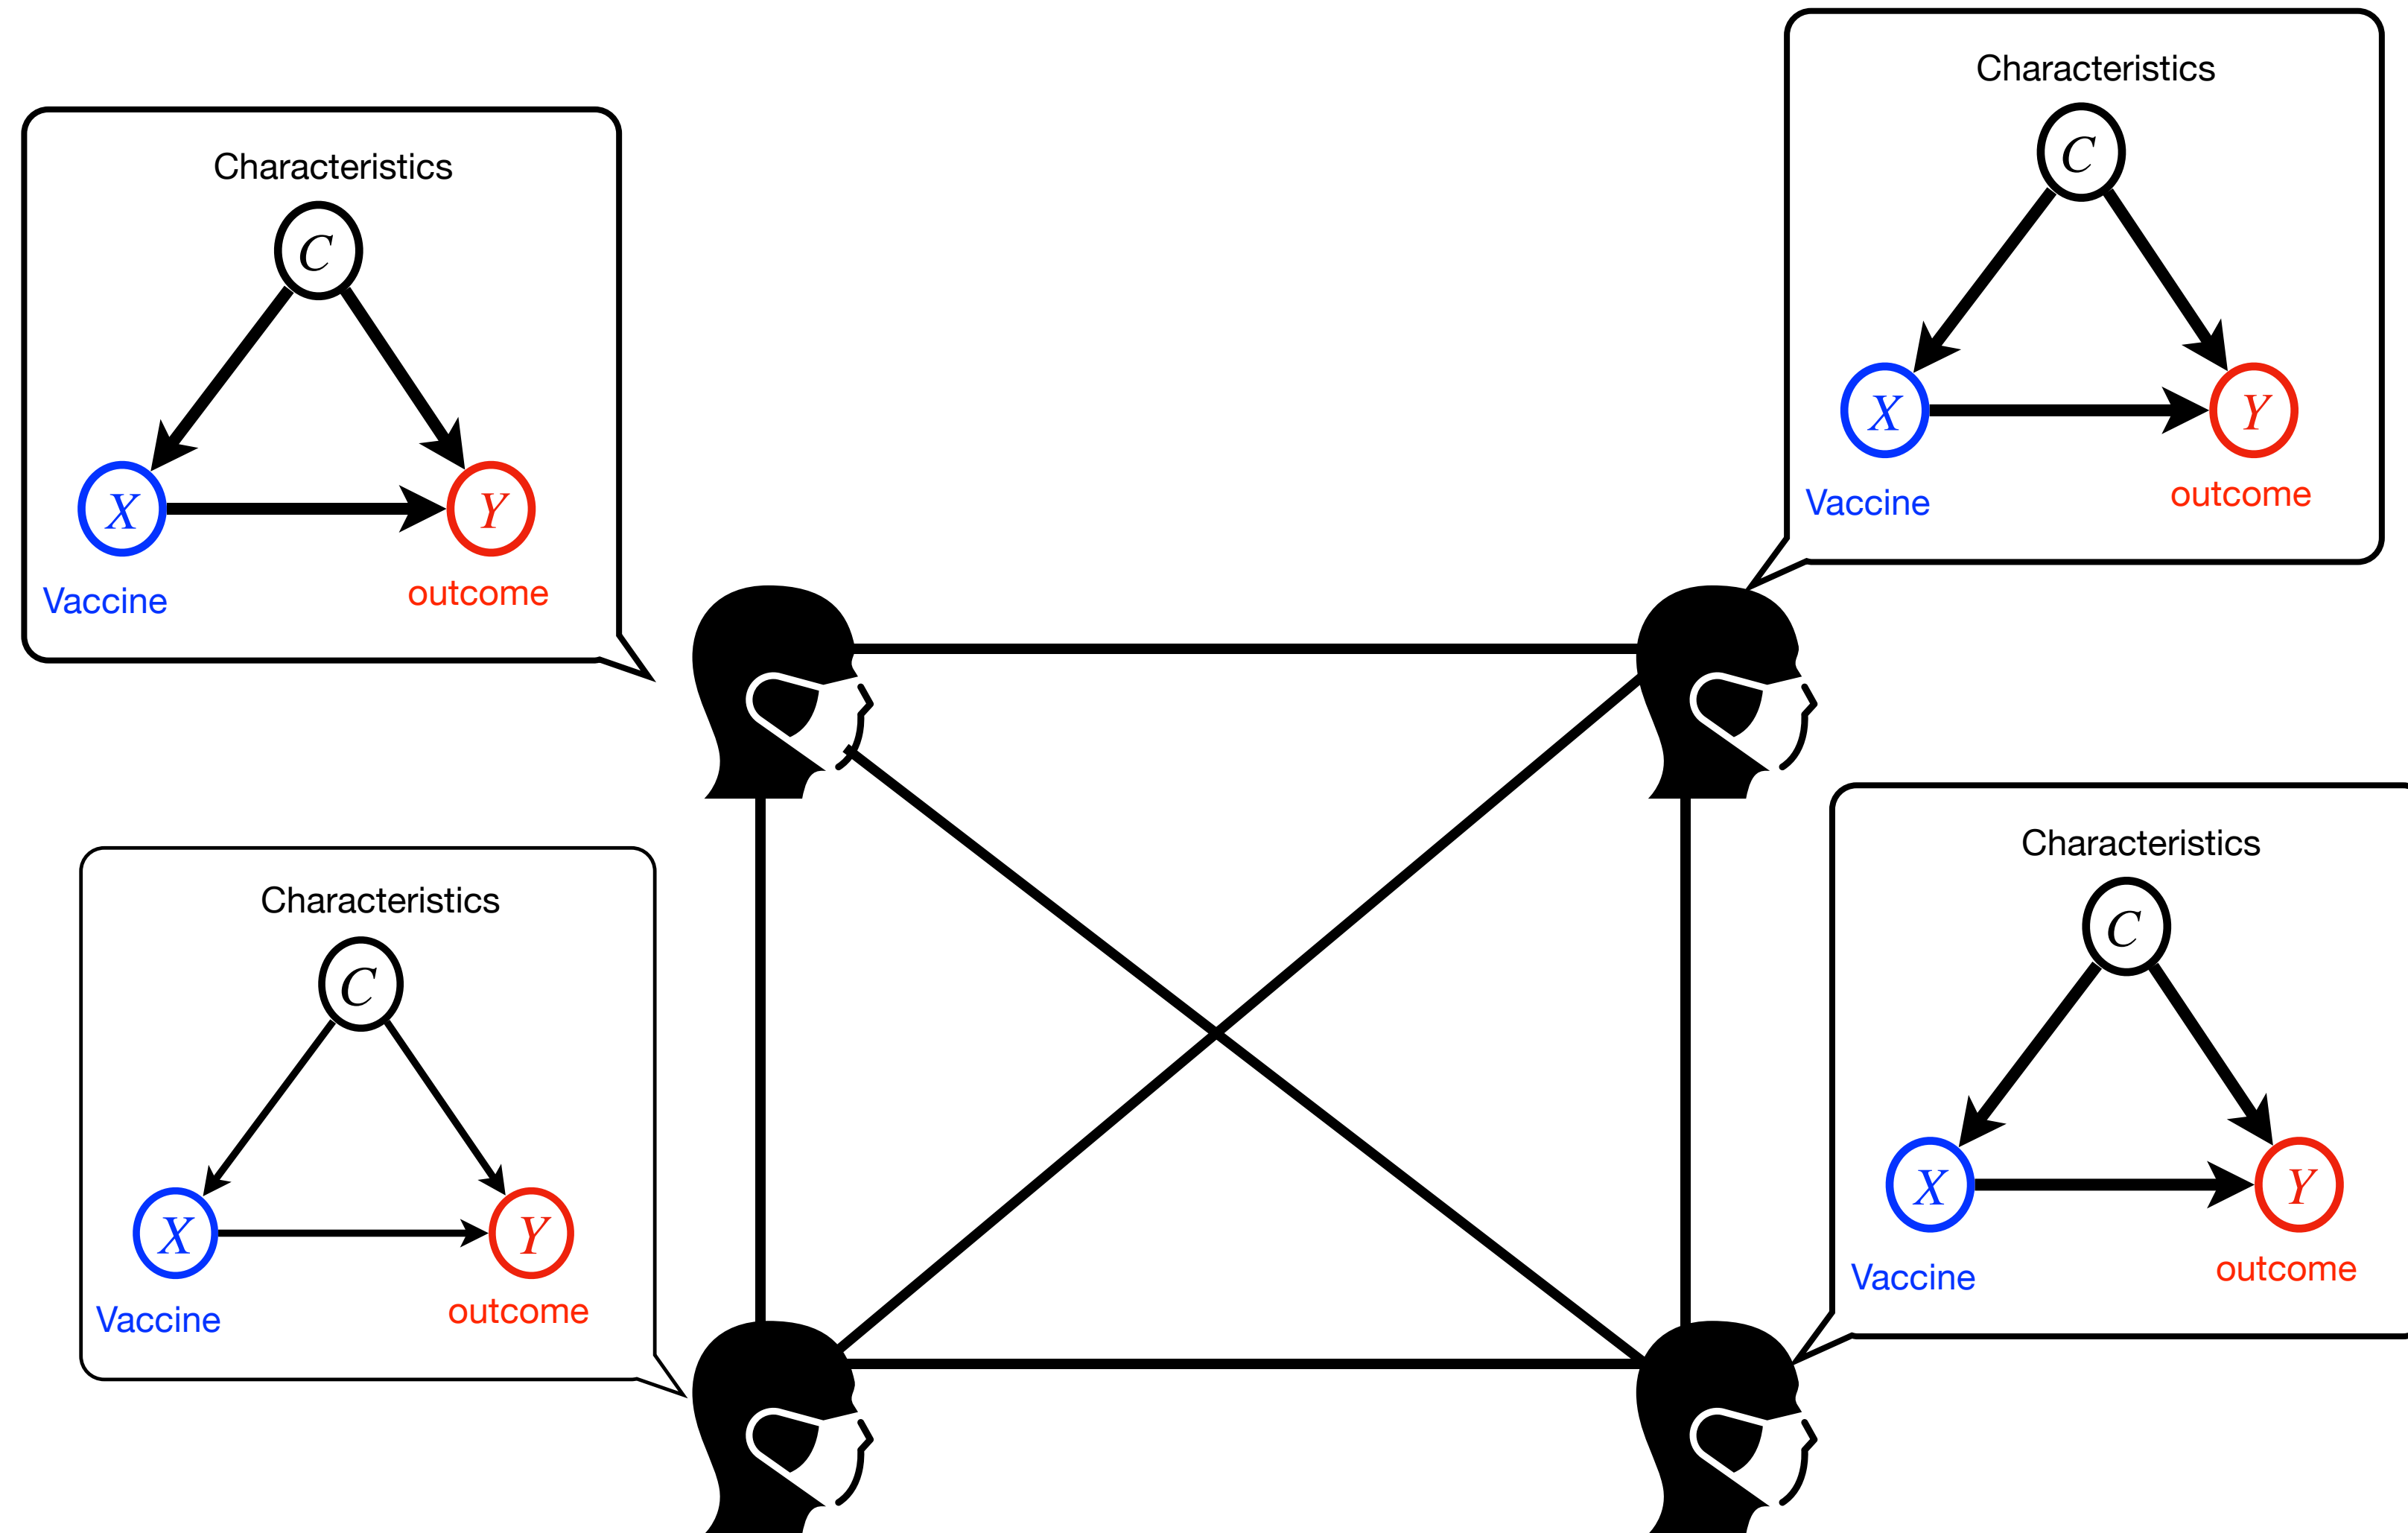 Characteristics
C
X
Y
Vaccine
outcome
Characteristics
C
X
Y
Vaccine
outcome
Characteristics
C
X
Y
Vaccine
outcome
Characteristics
C
X
Y
Vaccine
outcome